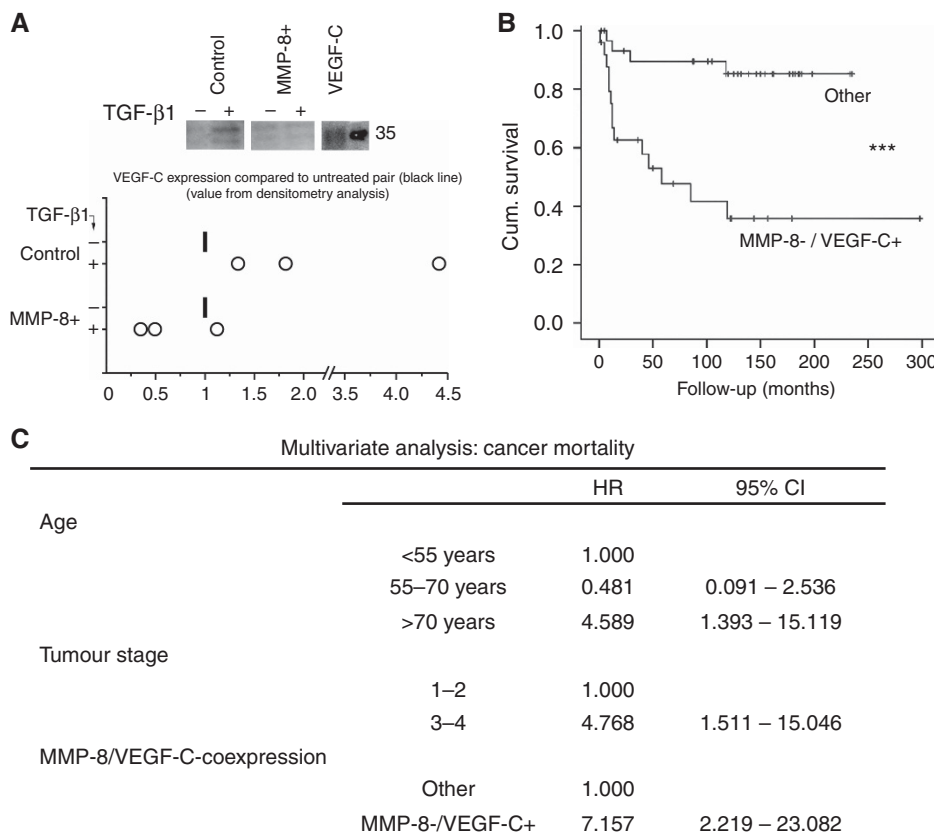 A
Control
MMP-8+
VEGF-C
TGF-β1 − + − +
35
VEGF-C expression compared to untreated pair (black line)
(value from densitometry analysis)
TGF-β1
Control − +
MMP-8+ − +
0 0.5 1 1.5 2.0 3.5 4.0 4.5
B
Cum. survival
1.0
0.8
0.6
0.4
0.2
0.0
Other
***
MMP-8- / VEGF-C+
0 50 100 150 200 250 300
Follow-up (months)
C
Multivariate analysis: cancer mortality
HR 95% CI
Age
<55 years 1.000
55–70 years 0.481 0.091 – 2.536
>70 years 4.589 1.393 – 15.119
Tumour stage
1–2 1.000
3–4 4.768 1.511 – 15.046
MMP-8/VEGF-C-coexpression
Other 1.000
MMP-8-/VEGF-C+ 7.157 2.219 – 23.082